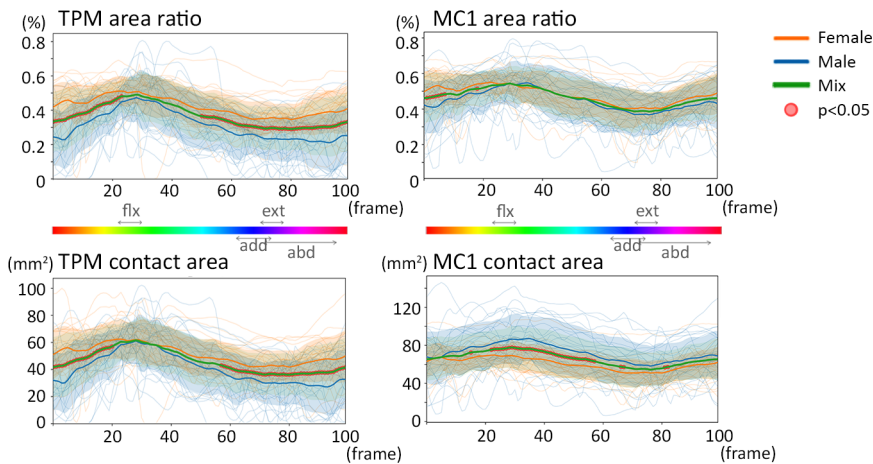 (%) TPM area ratio
0.8
0.6
0.4
0.2
0
0 20 40 60 80 100
(frame)
(%) MC1 area ratio
0.8
0.6
0.4
0.2
0
0 20 40 60 80 100
(frame)
Female
Male
Mix
p<0.05
flx
ext
add
abd
flx
ext
add
abd
(mm²) TPM contact area
100
80
60
40
20
0
0 20 40 60 80 100
(frame)
(mm²) MC1 contact area
120
80
40
0
0 20 40 60 80 100
(frame)